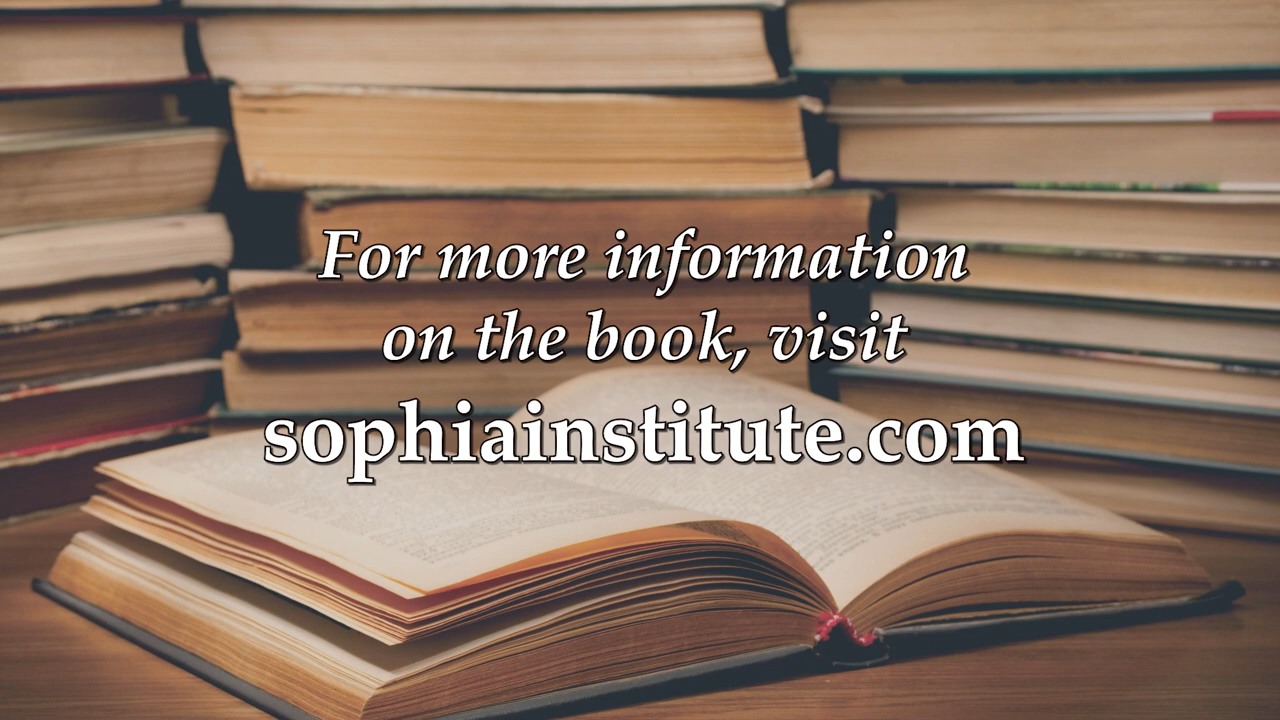 For more information
on the book, visit
sophiainstitute.com